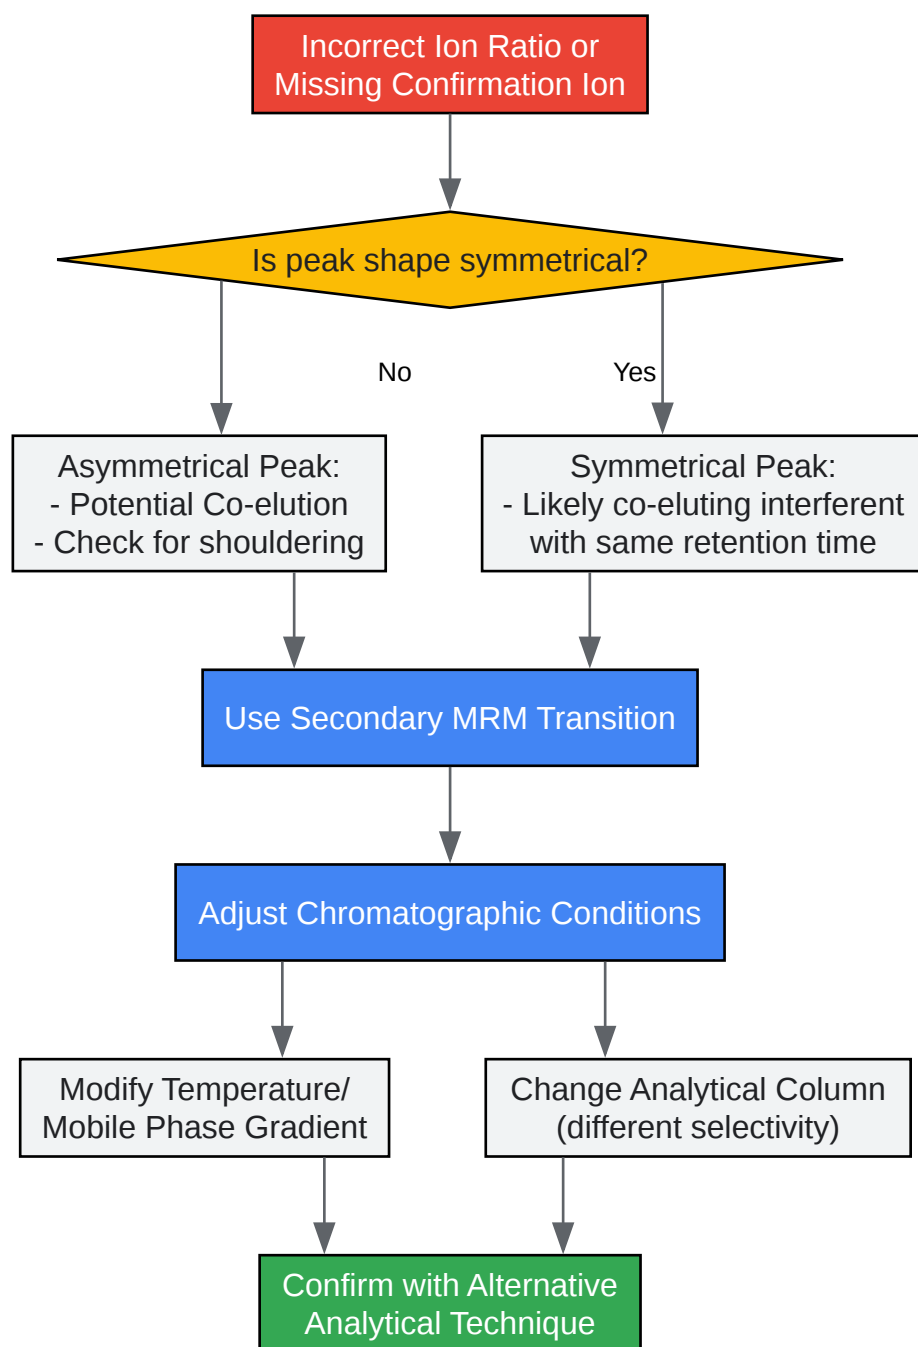 Incorrect Ion Ratio or
Missing Confirmation Ion
Is peak shape symmetrical?
No
Yes
Asymmetrical Peak:
- Potential Co-elution
- Check for shouldering
Symmetrical Peak:
- Likely co-eluting interferent
with same retention time
Use Secondary MRM Transition
Adjust Chromatographic Conditions
Modify Temperature/
Mobile Phase Gradient
Change Analytical Column
(different selectivity)
Confirm with Alternative
Analytical Technique